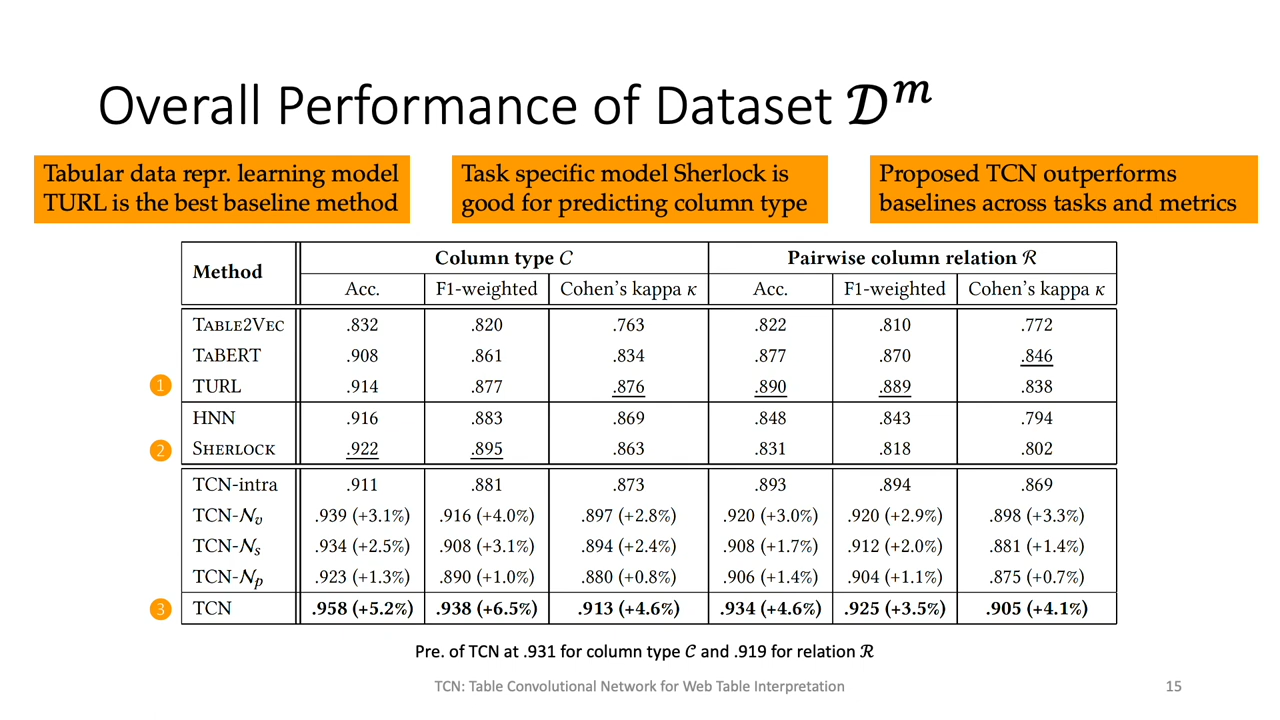 Overall Performance of Dataset 𝒟ᵐ
Tabular data repr. learning model
TURL is the best baseline method
Task specific model Sherlock is
good for predicting column type
Proposed TCN outperforms
baselines across tasks and metrics
Method Column type C Pairwise column relation ℛ
Acc. F1-weighted Cohen's kappa κ Acc. F1-weighted Cohen's kappa κ
Table2Vec .832 .820 .763 .822 .810 .772
TaBERT .908 .861 .834 .877 .870 .846
1 TURL .914 .877 .876 .890 .889 .838
HNN .916 .883 .869 .848 .843 .794
2 Sherlock .922 .895 .863 .831 .818 .802
TCN-intra .911 .881 .873 .893 .894 .869
TCN-𝒩v .939 (+3.1%) .916 (+4.0%) .897 (+2.8%) .920 (+3.0%) .920 (+2.9%) .898 (+3.3%)
TCN-𝒩s .934 (+2.5%) .908 (+3.1%) .894 (+2.4%) .908 (+1.7%) .912 (+2.0%) .881 (+1.4%)
TCN-𝒩p .923 (+1.3%) .890 (+1.0%) .880 (+0.8%) .906 (+1.4%) .904 (+1.1%) .875 (+0.7%)
3 TCN .958 (+5.2%) .938 (+6.5%) .913 (+4.6%) .934 (+4.6%) .925 (+3.5%) .905 (+4.1%)
Pre. of TCN at .931 for column type C and .919 for relation ℛ
TCN: Table Convolutional Network for Web Table Interpretation 15